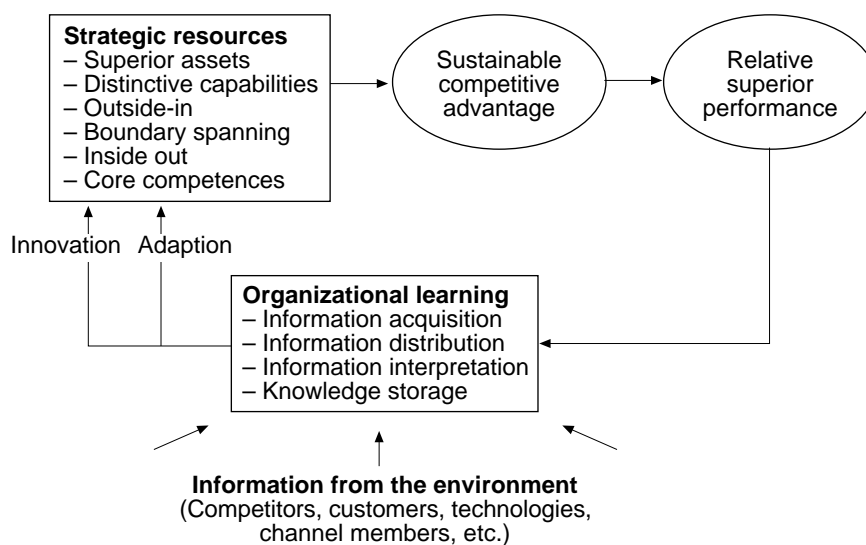 Strategic resources
– Superior assets
– Distinctive capabilities
– Outside-in
– Boundary spanning
– Inside out
– Core competences
Sustainable
competitive
advantage
Relative
superior
performance
Innovation
Adaption
Organizational learning
– Information acquisition
– Information distribution
– Information interpretation
– Knowledge storage
Information from the environment
(Competitors, customers, technologies,
channel members, etc.)